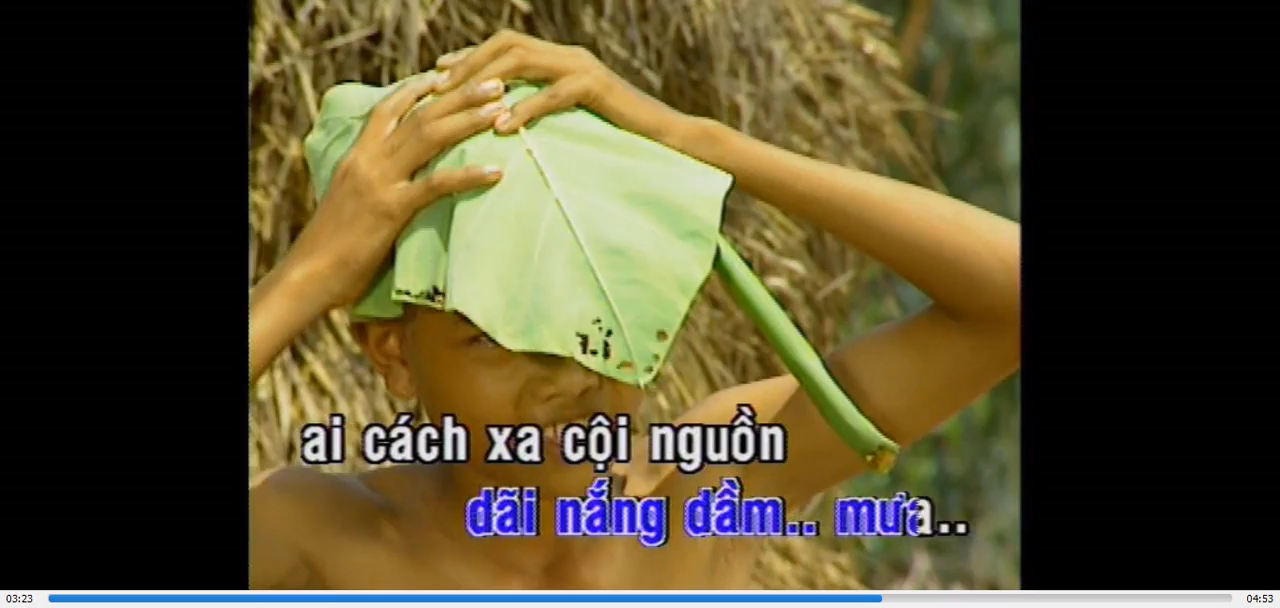 ai cách xa cội nguồn
dãi nắng dầm.. mưa..
03:23
04:53